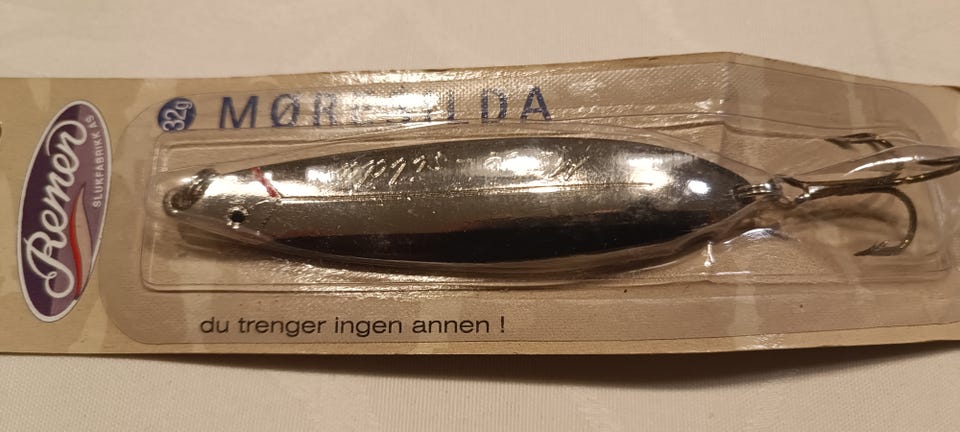 Remen
SLUKFABRIKK AS
32g
MØRESILDA
du trenger ingen annen !